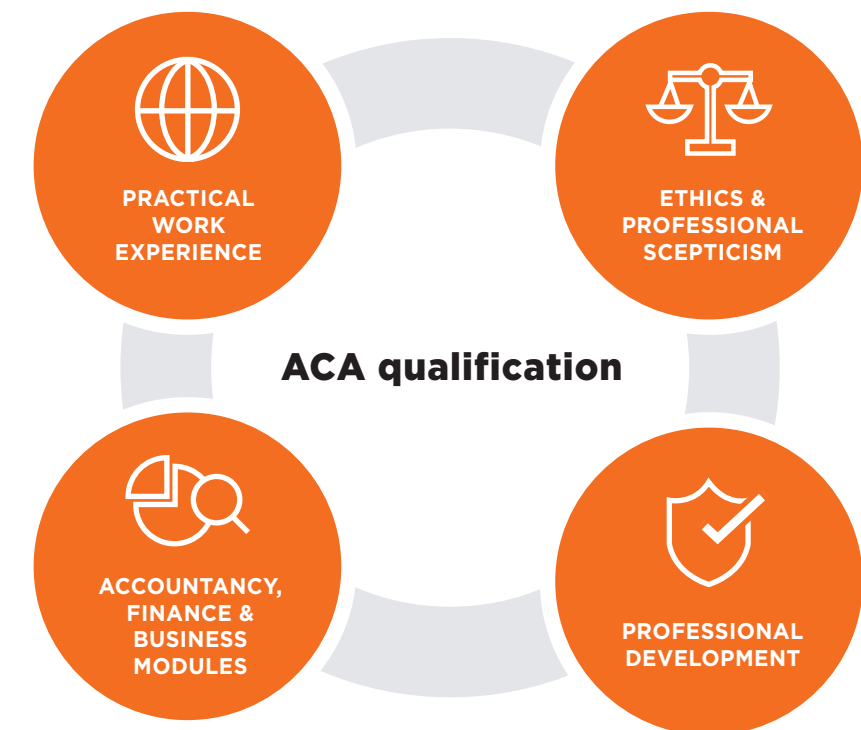 PRACTICAL
WORK
EXPERIENCE
ETHICS &
PROFESSIONAL
SCEPTICISM
ACA qualification
ACCOUNTANCY,
FINANCE &
BUSINESS
MODULES
PROFESSIONAL
DEVELOPMENT